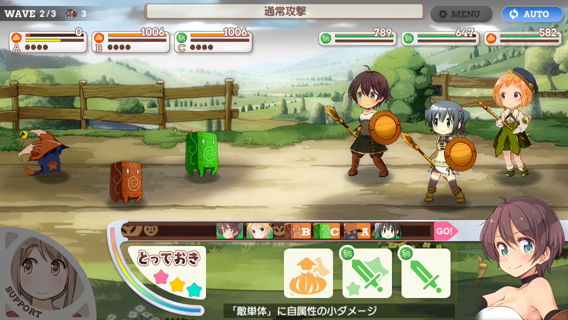 WAVE 2/3 3
通常攻撃
MENU
AUTO
A 0
B 1006
C 1006
789
647
582
B C A GO!
とっておき
SUPPORT
「敵単体」に自属性の小ダメージ